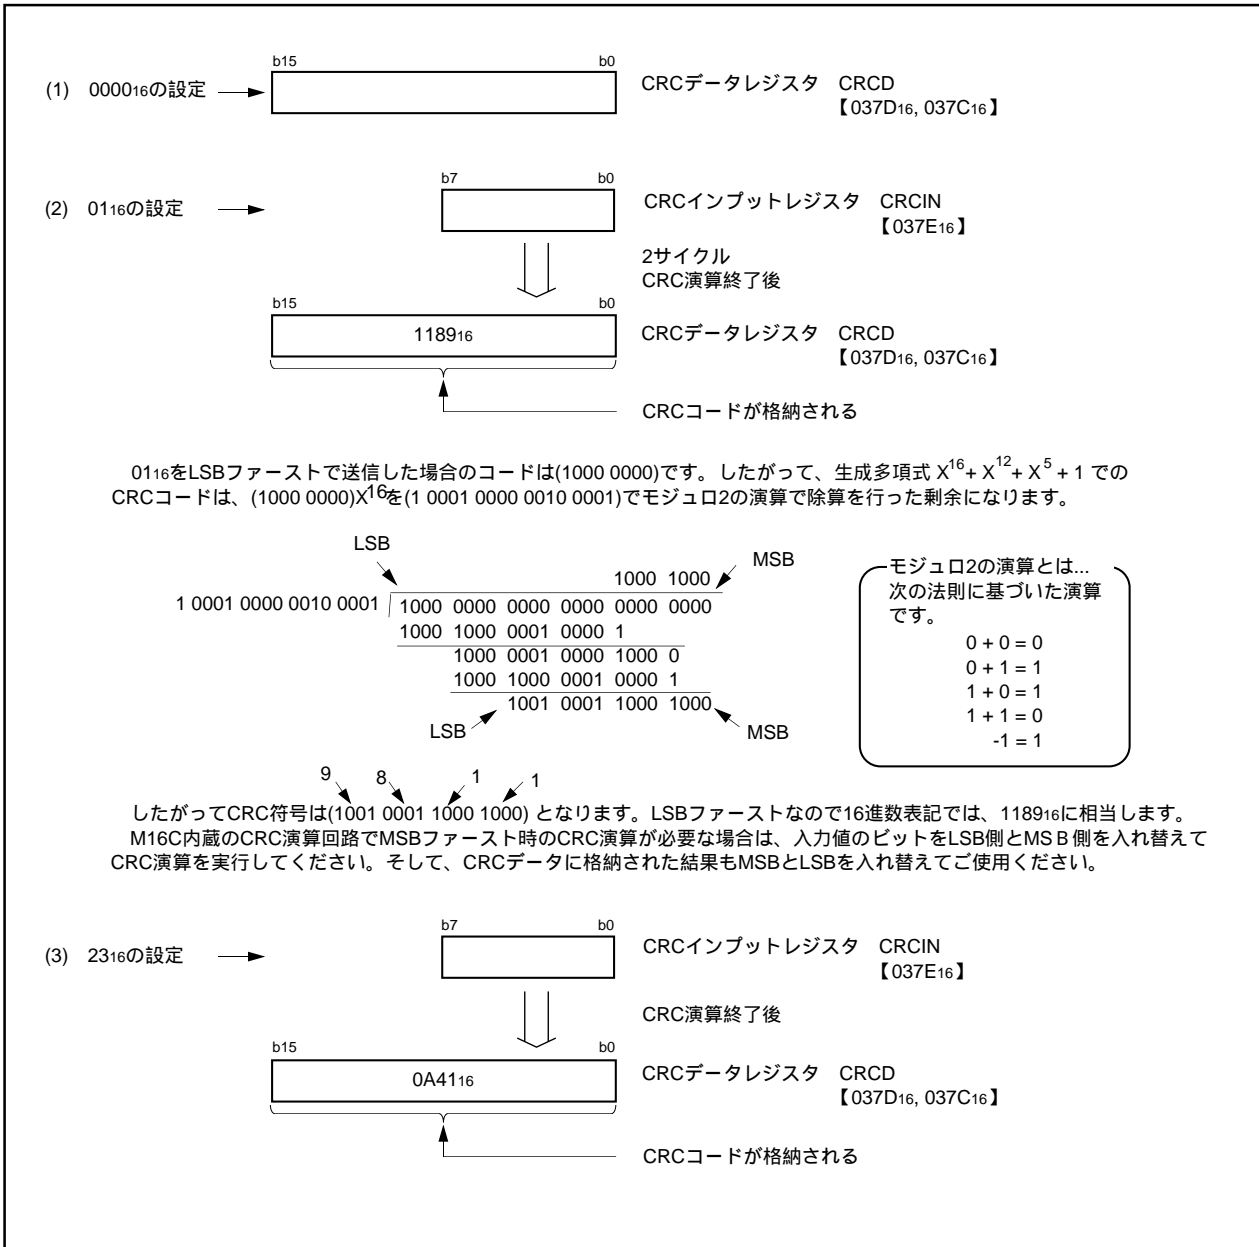 b15 b0
(1) 000016の設定 CRCデータレジスタ CRCD
【037D16, 037C16】
b7 b0
(2) 0116の設定 CRCインプットレジスタ CRCIN
【037E16】
2サイクル
CRC演算終了後
b15 b0
118916 CRCデータレジスタ CRCD
【037D16, 037C16】
CRCコードが格納される
0116をLSBファーストで送信した場合のコードは(1000 0000)です。したがって、生成多項式 X16+ X12+ X5 + 1 での
CRCコードは、(1000 0000)X16を(1 0001 0000 0010 0001)でモジュロ2の演算で除算を行った剰余になります。
LSB
1000 1000 MSB
1 0001 0000 0010 0001 1000 0000 0000 0000 0000 0000
1000 1000 0001 0000 1
1000 0001 0000 1000 0
1000 1000 0001 0000 1
1001 0001 1000 1000
LSB MSB
モジュロ2の演算とは...
次の法則に基づいた演算
です。
0 + 0 = 0
0 + 1 = 1
1 + 0 = 1
1 + 1 = 0
-1 = 1
9 8 1 1
したがってCRC符号は(1001 0001 1000 1000) となります。LSBファーストなので16進数表記では、118916に相当します。
M16C内蔵のCRC演算回路でMSBファースト時のCRC演算が必要な場合は、入力値のビットをLSB側とMSB側を入れ替えて
CRC演算を実行してください。そして、CRCデータに格納された結果もMSBとLSBを入れ替えてご使用ください。
b7 b0
(3) 2316の設定 CRCインプットレジスタ CRCIN
【037E16】
CRC演算終了後
b15 b0
0A4116 CRCデータレジスタ CRCD
【037D16, 037C16】
CRCコードが格納される